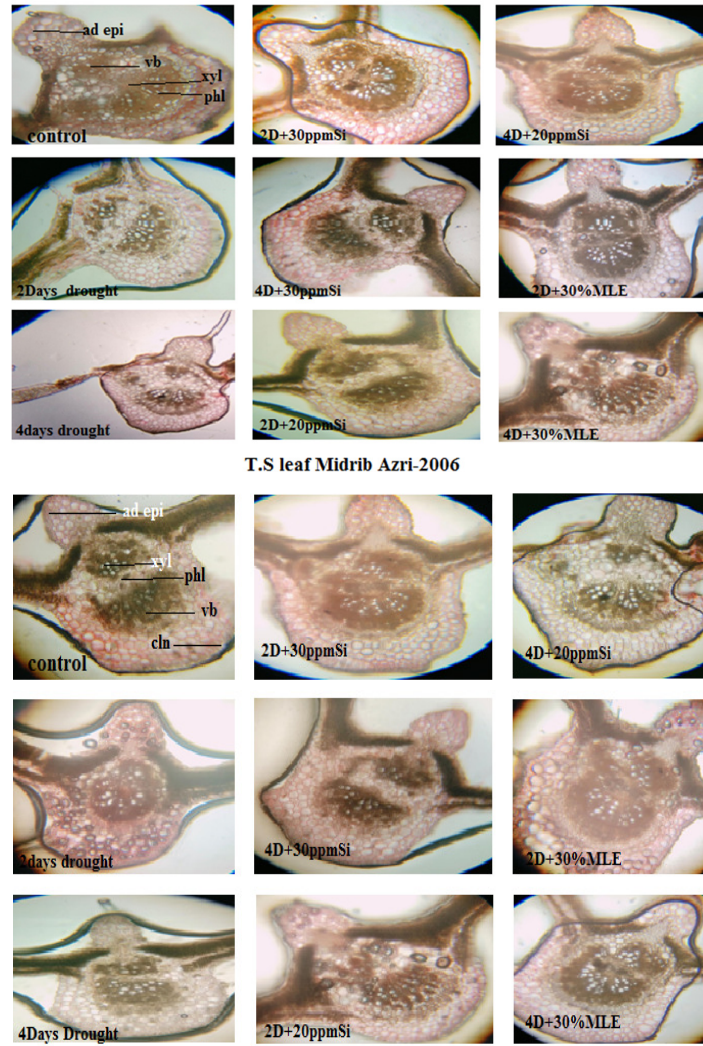 ad epi
vb
xyl
phl
control
2D+30ppmSi
4D+20ppmSi
2Days drought
4D+30ppmSi
2D+30%MLE
4days drought
2D+20ppmSi
4D+30%MLE
T.S leaf Midrib Azri-2006
ad epi
xyl
phl
vb
cln
control
2D+30ppmSi
4D+20ppmSi
2days drought
4D+30ppmSi
2D+30%MLE
4Days Drought
2D+20ppmSi
4D+30%MLE